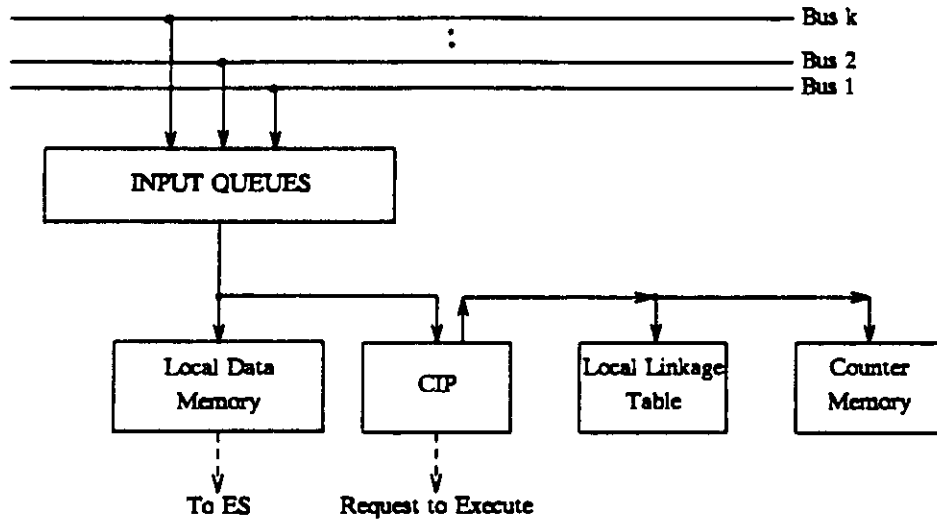 Bus k
Bus 2
Bus 1
INPUT QUEUES
Local Data
Memory
CIP
Local Linkage
Table
Counter
Memory
To ES
Request to Execute